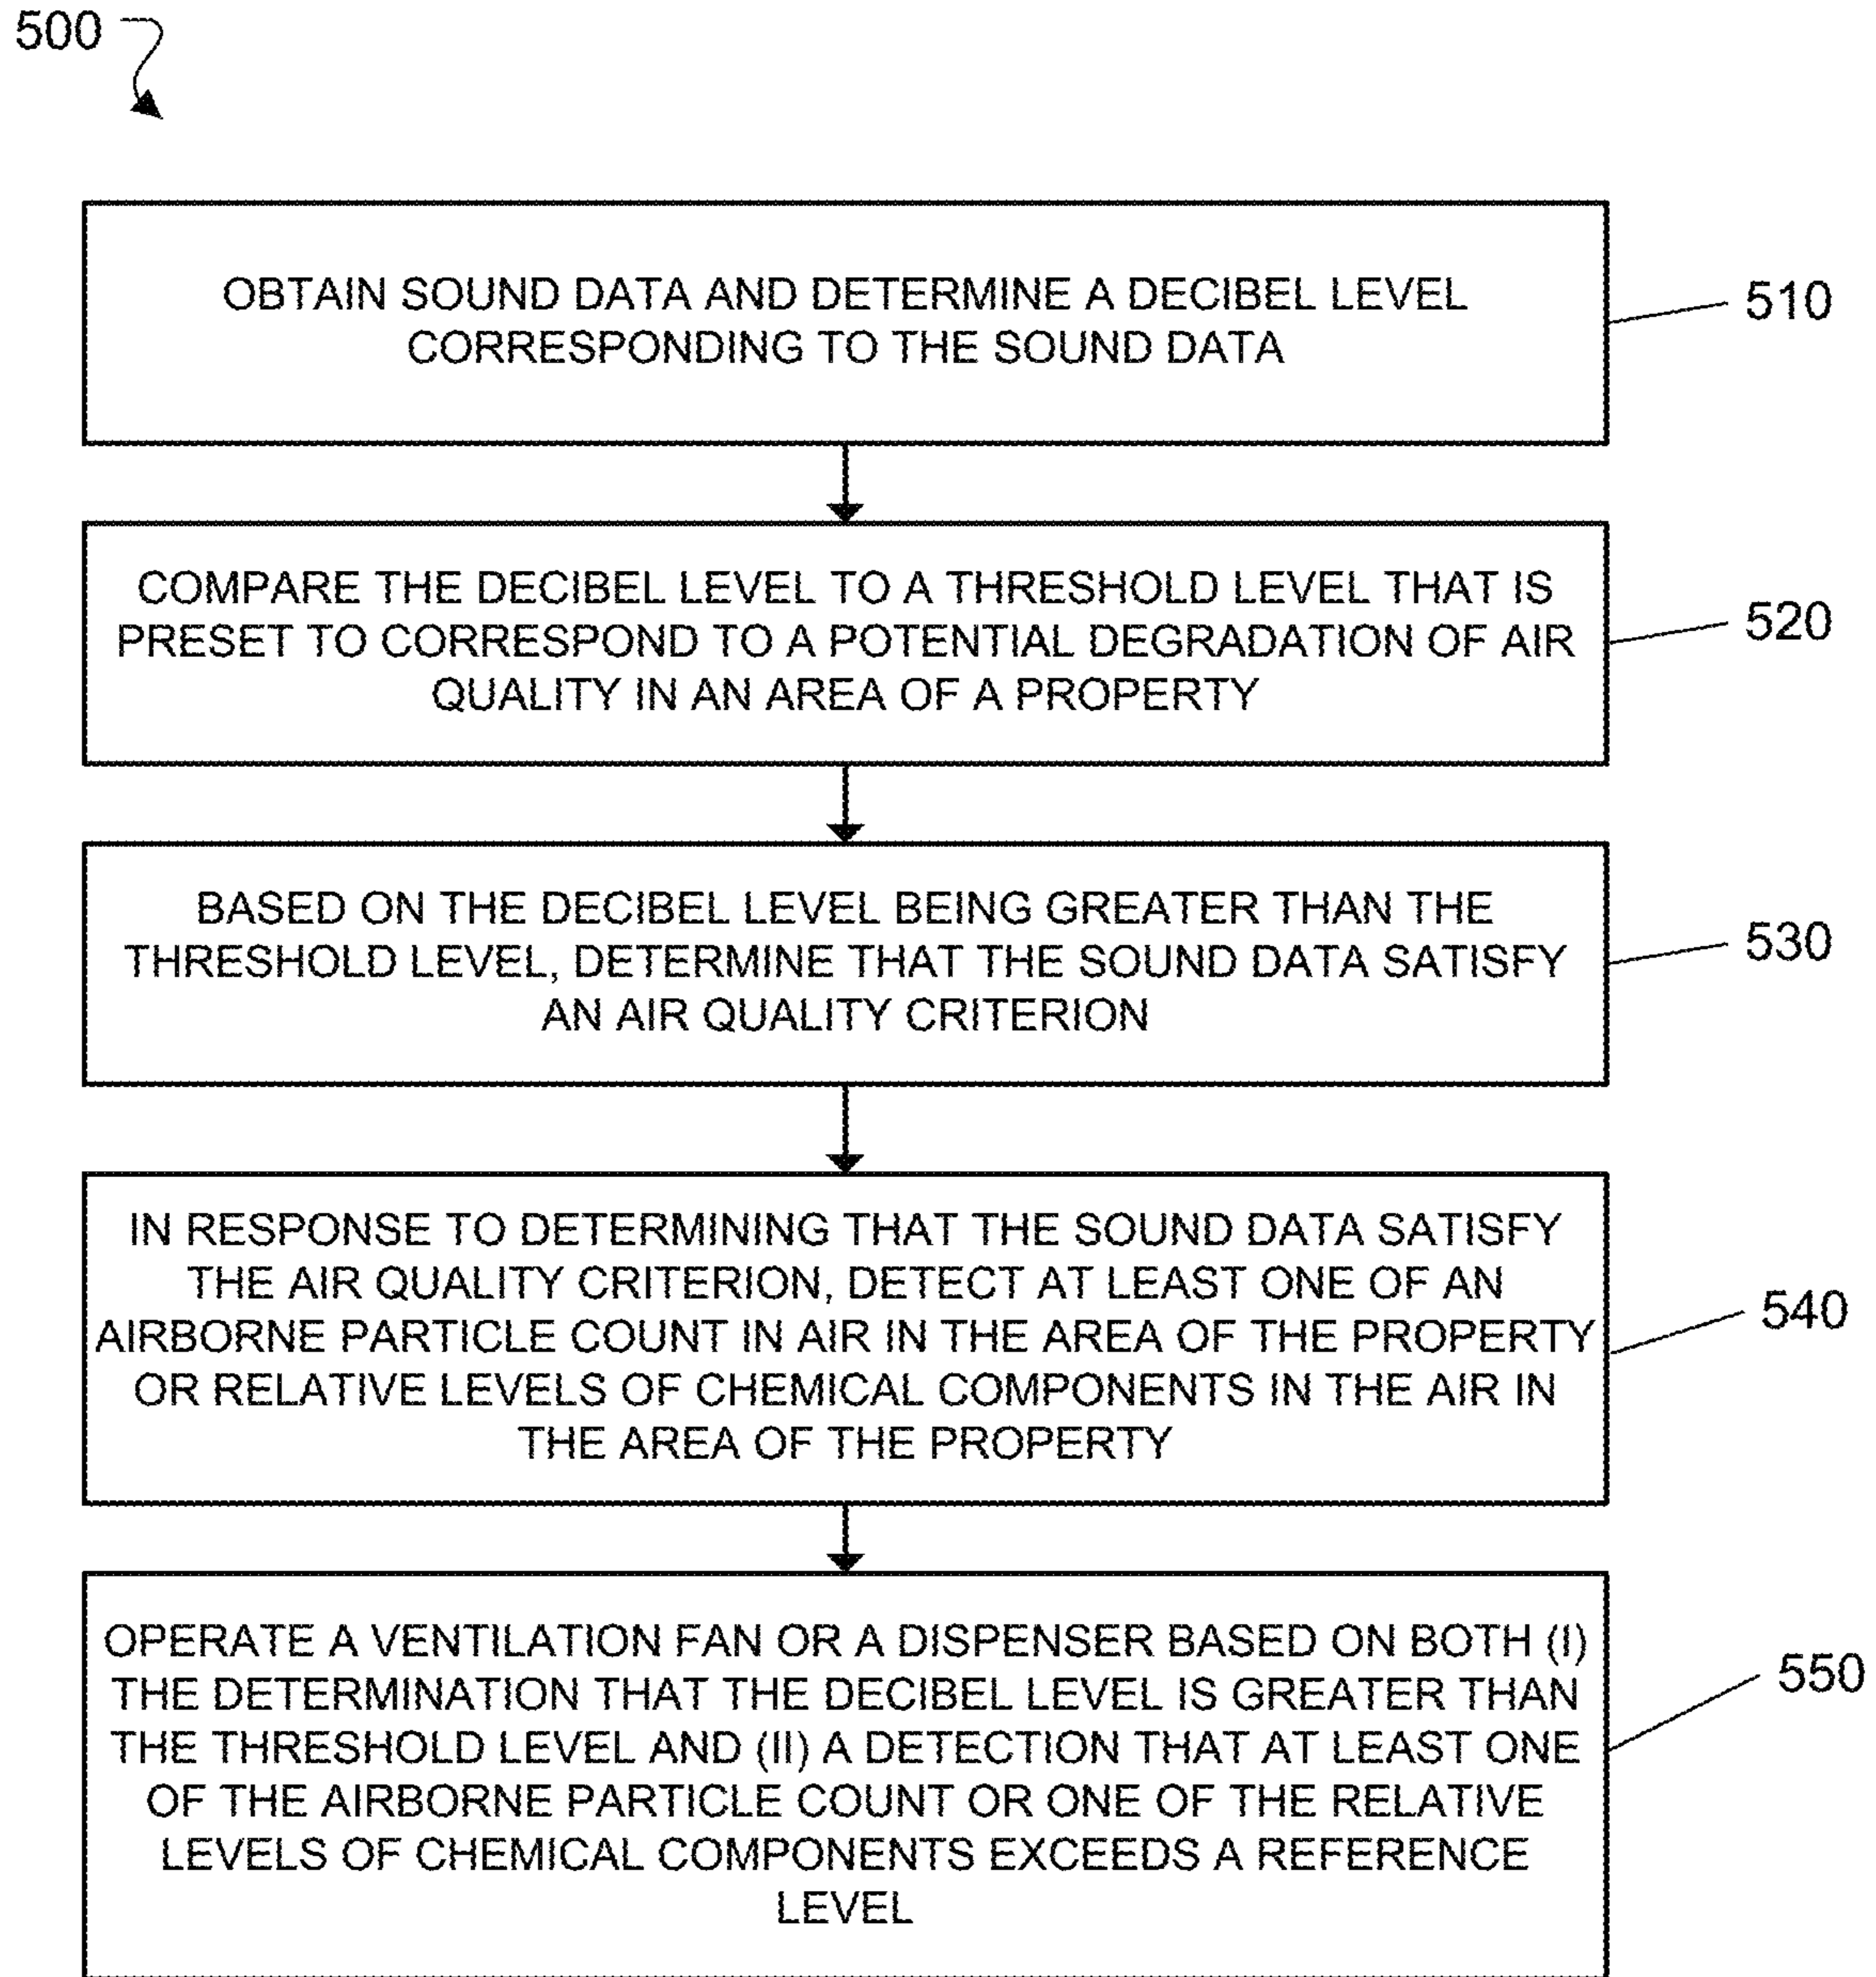 500
OBTAIN SOUND DATA AND DETERMINE A DECIBEL LEVEL
CORRESPONDING TO THE SOUND DATA
510
COMPARE THE DECIBEL LEVEL TO A THRESHOLD LEVEL THAT IS
PRESET TO CORRESPOND TO A POTENTIAL DEGRADATION OF AIR
QUALITY IN AN AREA OF A PROPERTY
520
BASED ON THE DECIBEL LEVEL BEING GREATER THAN THE
THRESHOLD LEVEL, DETERMINE THAT THE SOUND DATA SATISFY
AN AIR QUALITY CRITERION
530
IN RESPONSE TO DETERMINING THAT THE SOUND DATA SATISFY
THE AIR QUALITY CRITERION, DETECT AT LEAST ONE OF AN
AIRBORNE PARTICLE COUNT IN AIR IN THE AREA OF THE PROPERTY
OR RELATIVE LEVELS OF CHEMICAL COMPONENTS IN THE AIR IN
THE AREA OF THE PROPERTY
540
OPERATE A VENTILATION FAN OR A DISPENSER BASED ON BOTH (I)
THE DETERMINATION THAT THE DECIBEL LEVEL IS GREATER THAN
THE THRESHOLD LEVEL AND (II) A DETECTION THAT AT LEAST ONE
OF THE AIRBORNE PARTICLE COUNT OR ONE OF THE RELATIVE
LEVELS OF CHEMICAL COMPONENTS EXCEEDS A REFERENCE
LEVEL
550